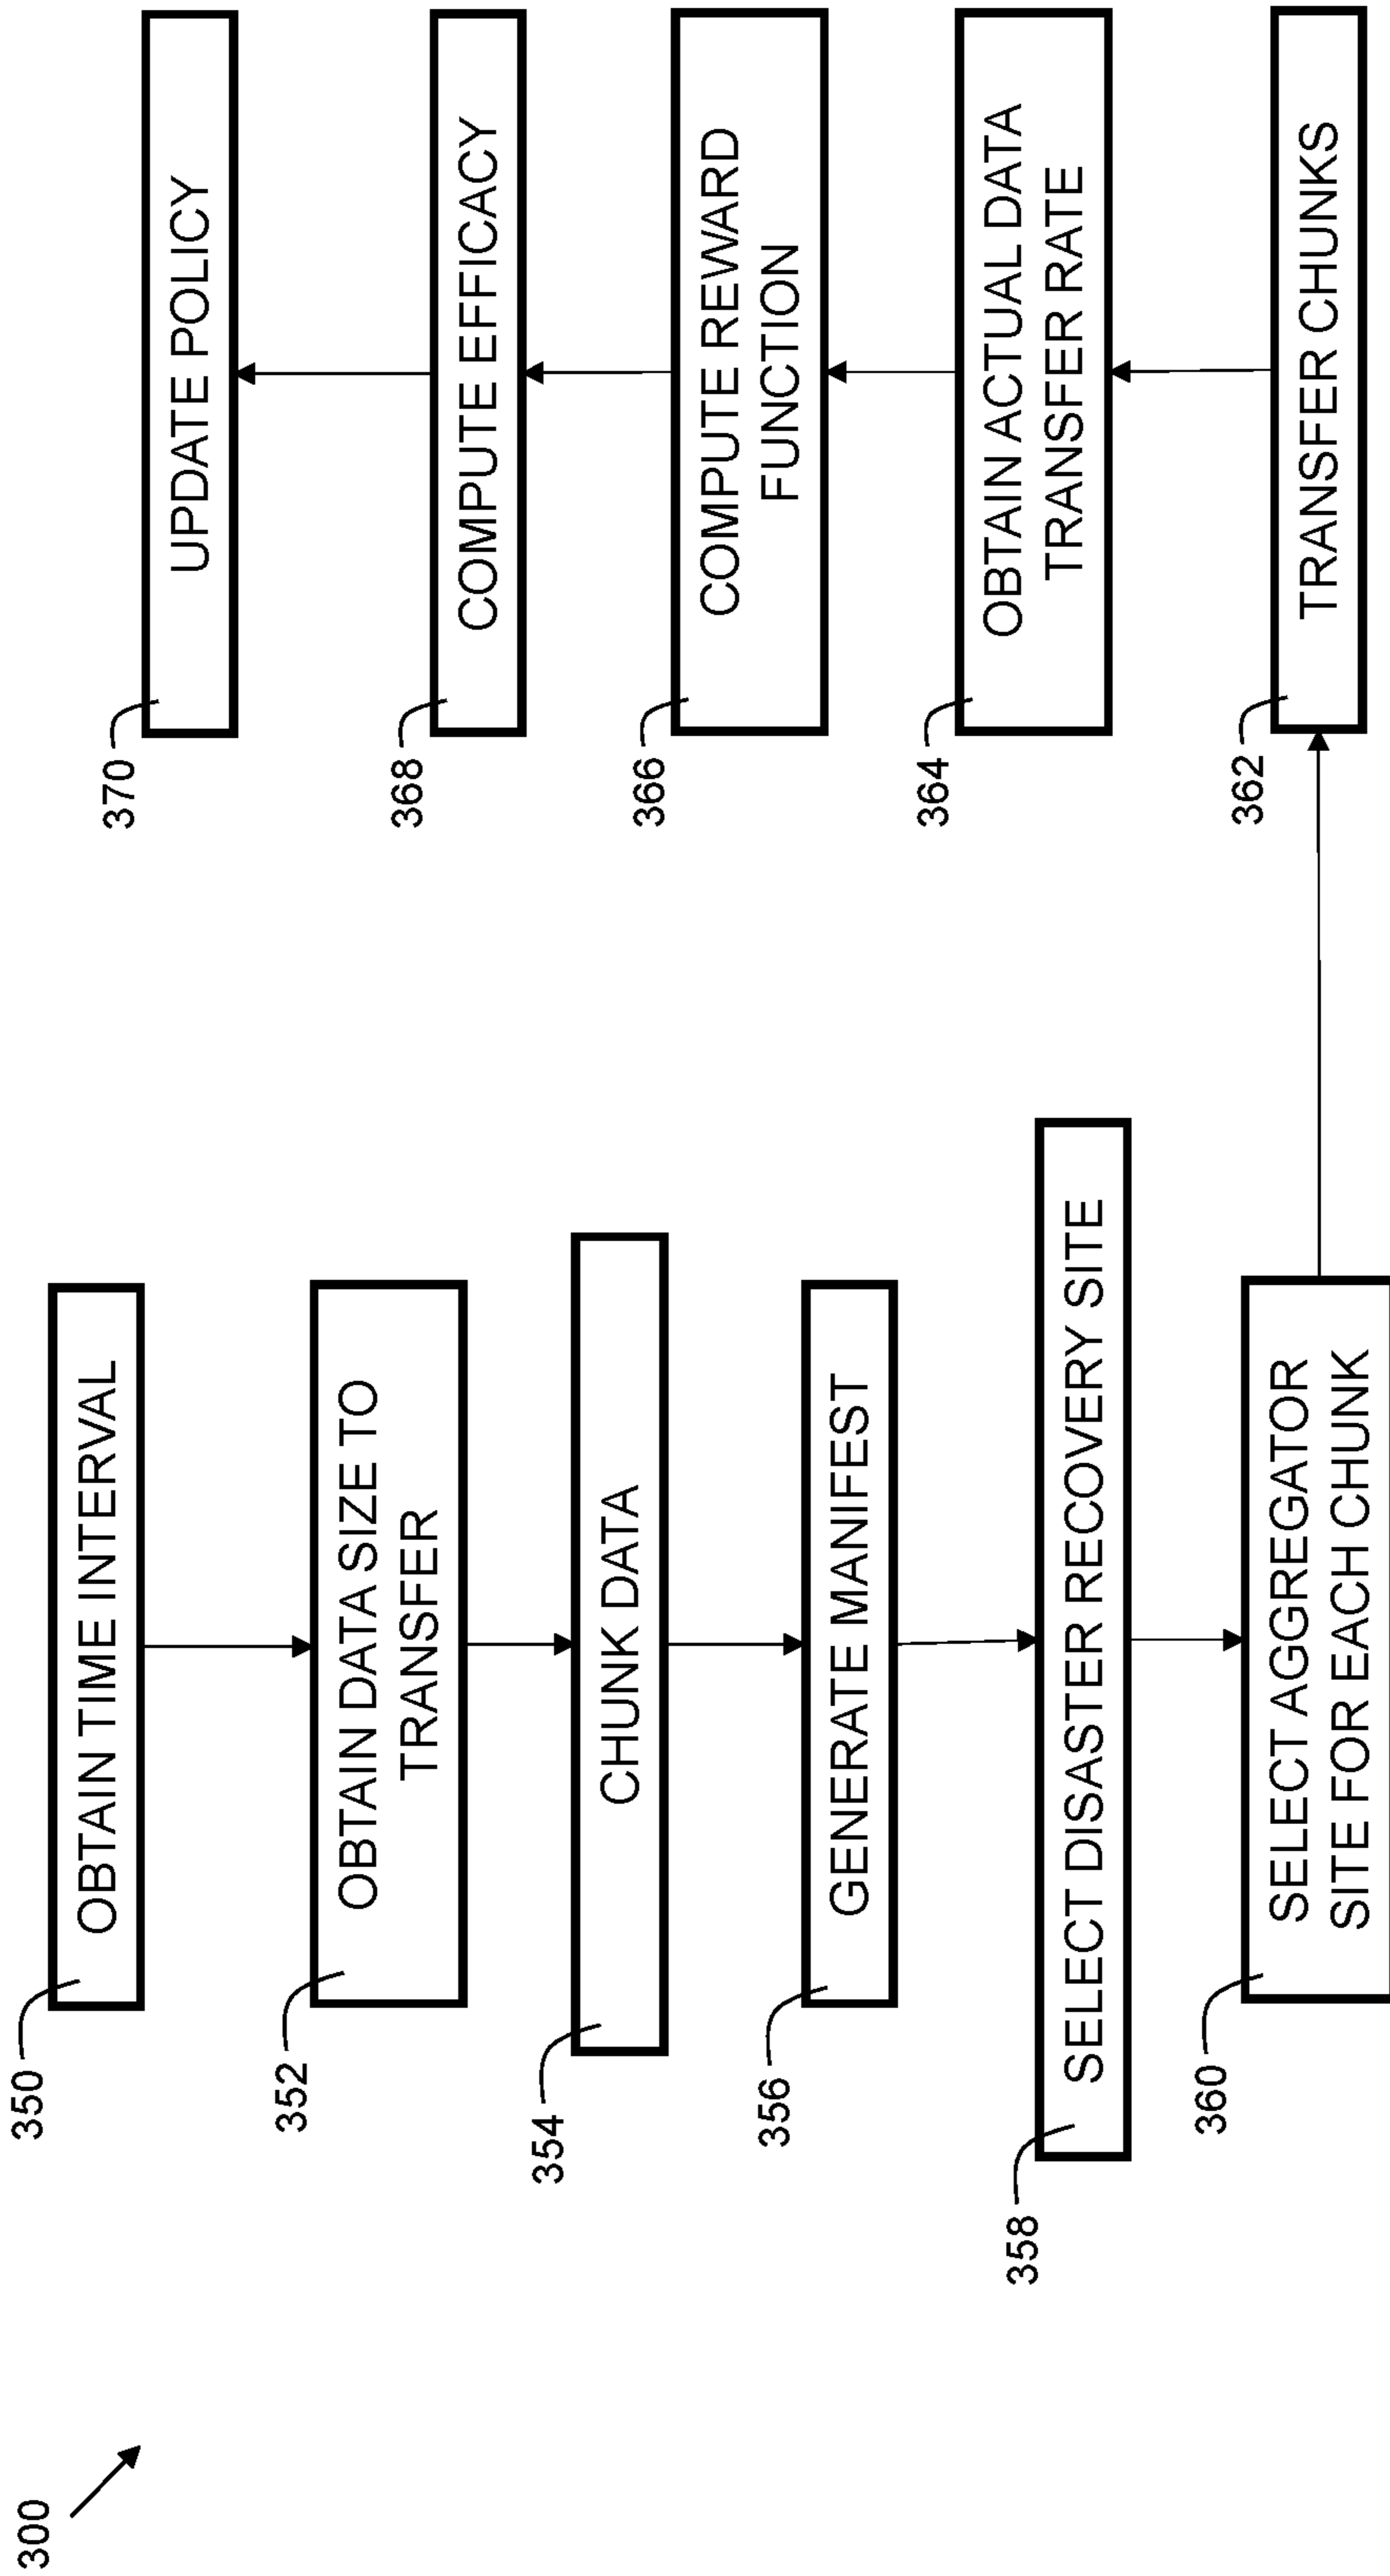 300
350
OBTAIN TIME INTERVAL
352
OBTAIN DATA SIZE TO
TRANSFER
354
CHUNK DATA
356
GENERATE MANIFEST
358
SELECT DISASTER RECOVERY SITE
360
SELECT AGGREGATOR
SITE FOR EACH CHUNK
362
TRANSFER CHUNKS
364
OBTAIN ACTUAL DATA
TRANSFER RATE
366
COMPUTE REWARD
FUNCTION
368
COMPUTE EFFICACY
370
UPDATE POLICY